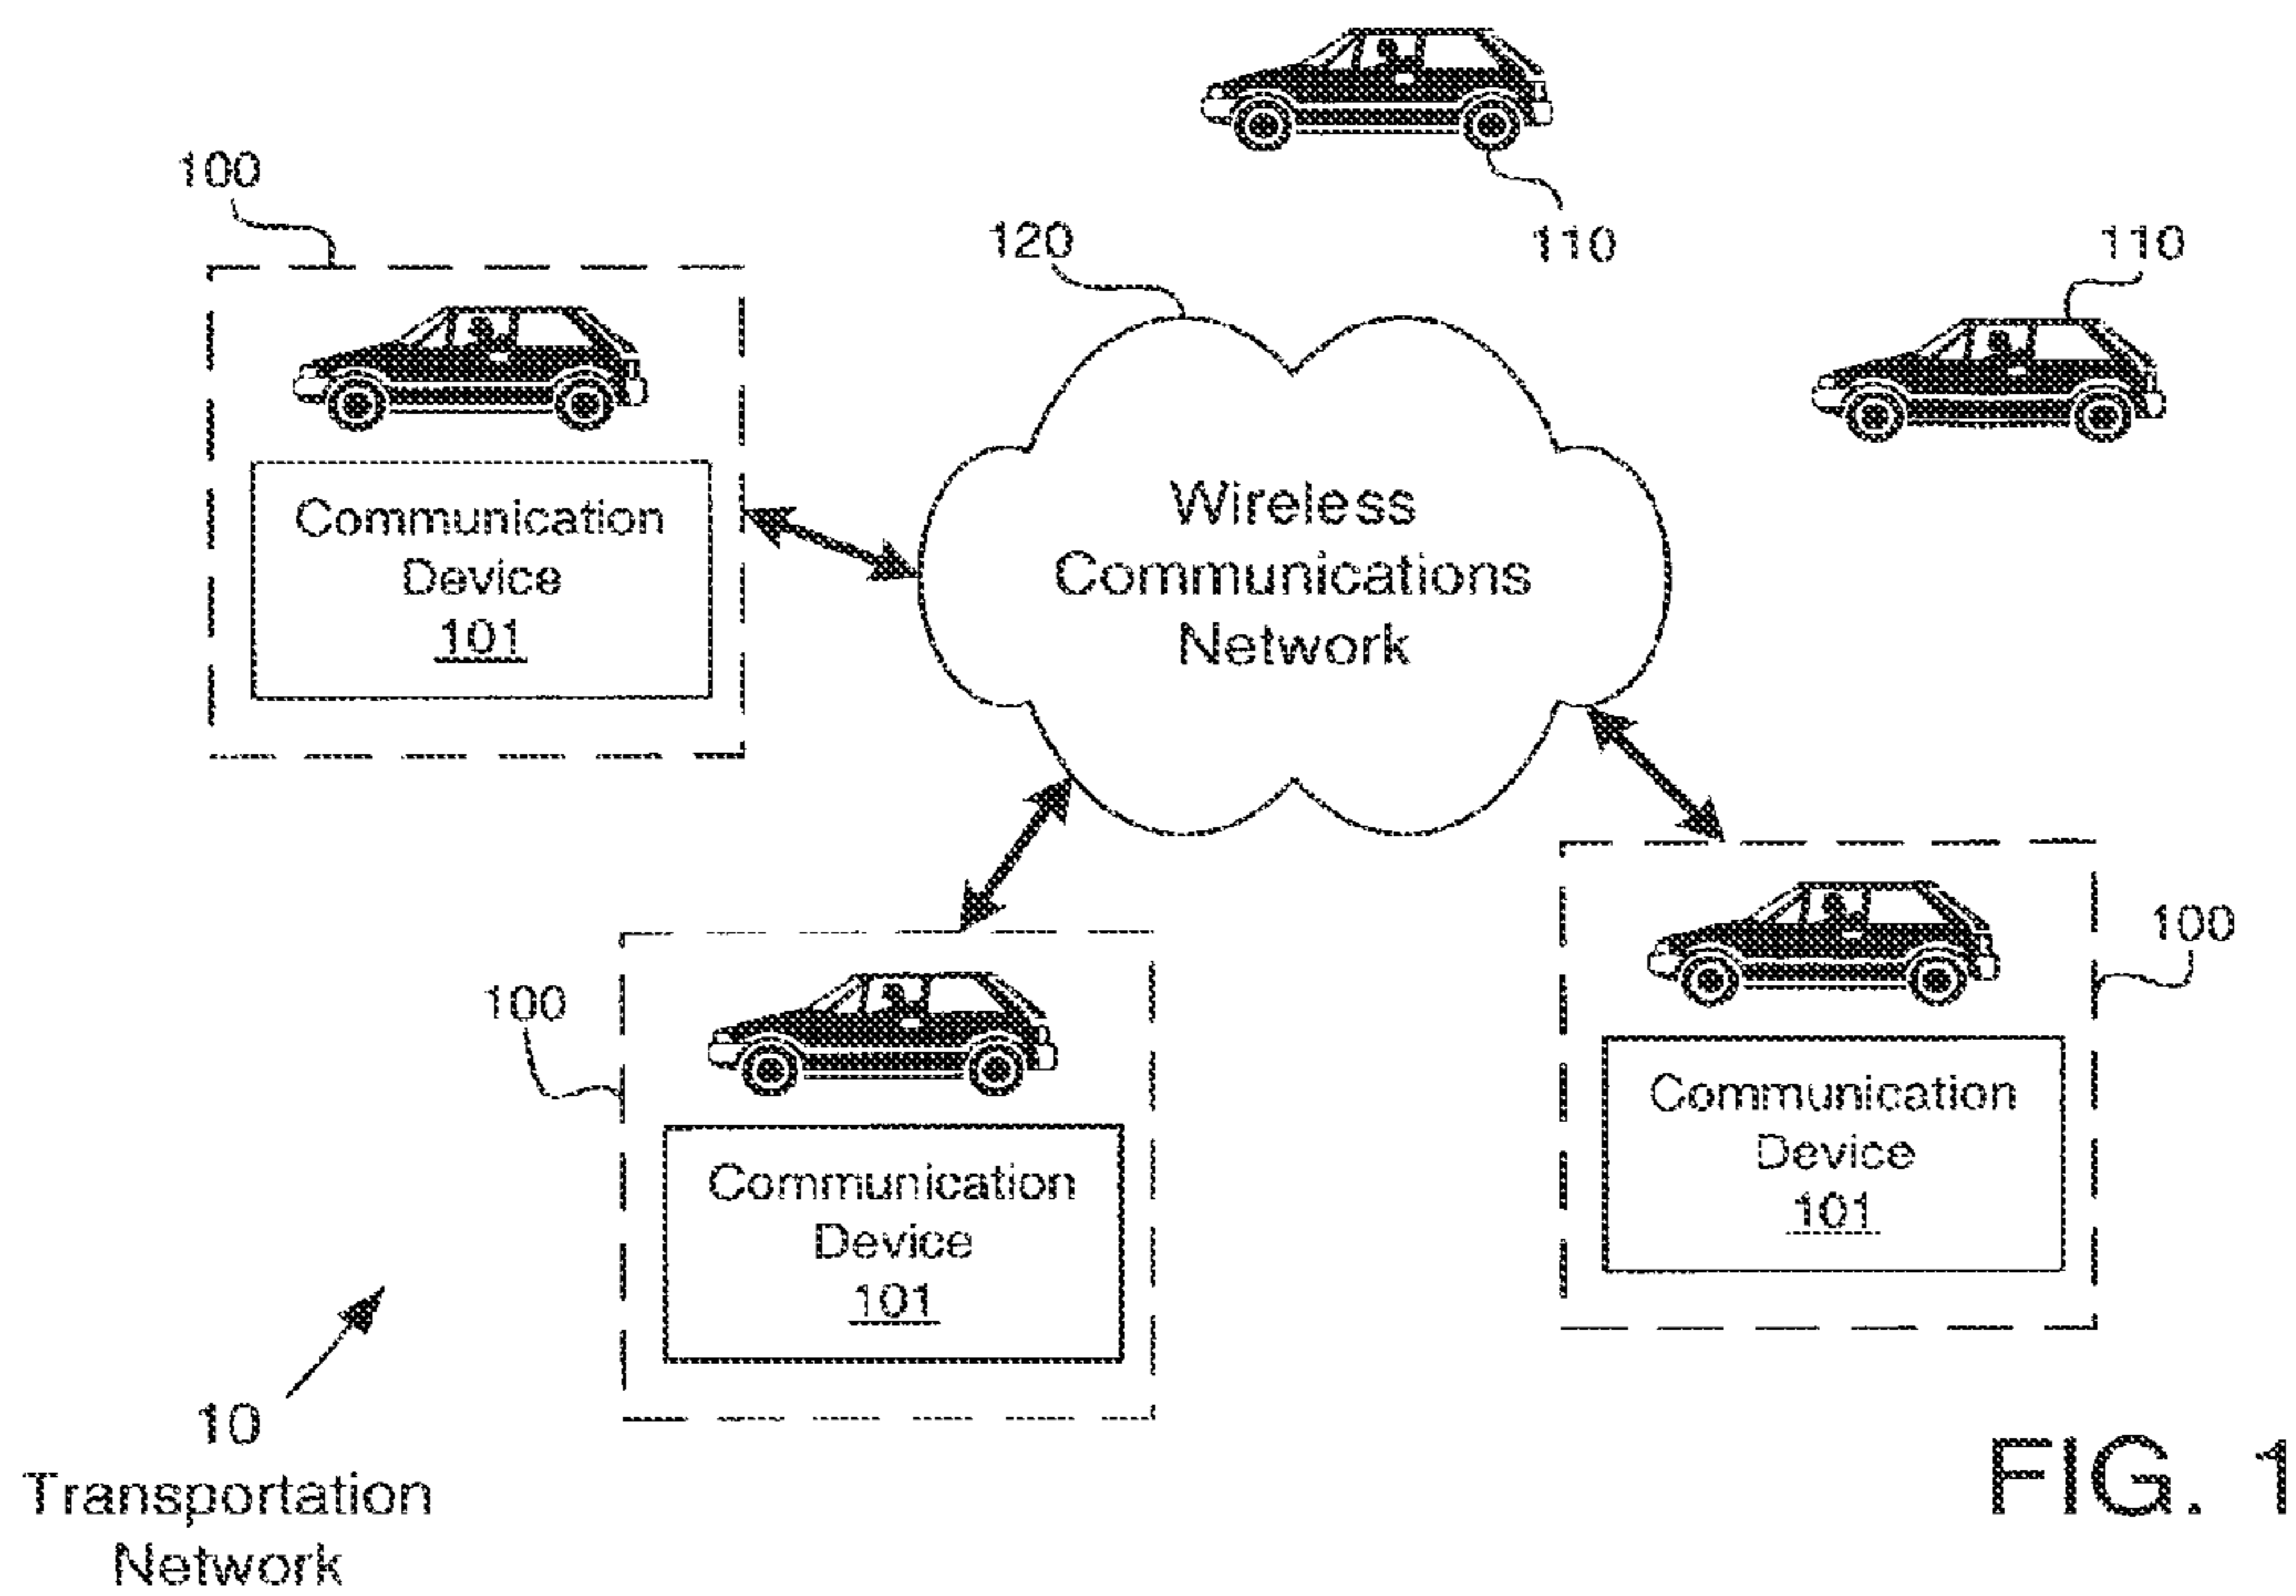 100
110
120
110
Communication
Device
101
Wireless
Communications
Network
100
Communication
Device
101
100
Communication
Device
101
10
Transportation
Network
FIG. 1